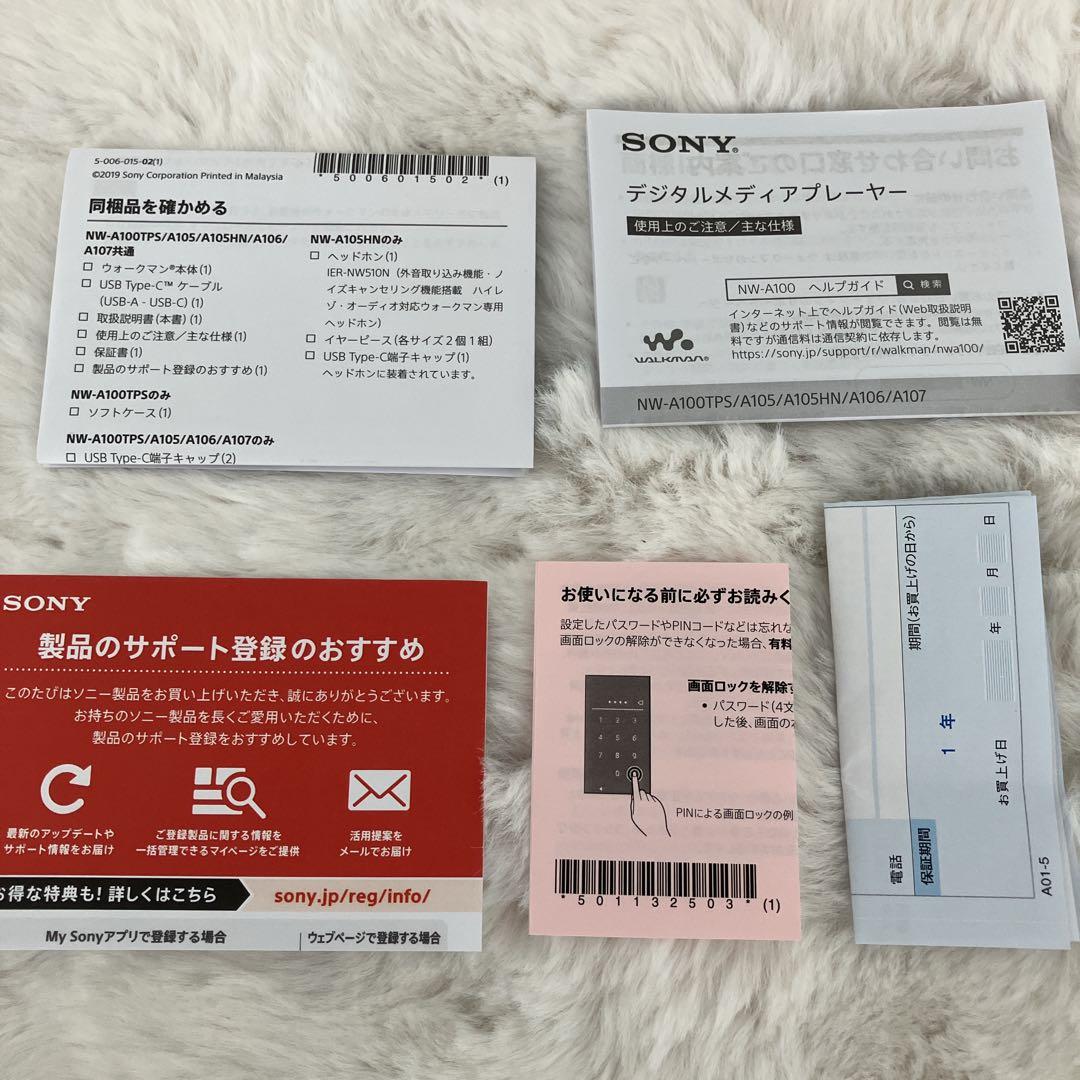 5-006-015-02(1)
©2019 Sony Corporation Printed in Malaysia
*500601502* (1)
同梱品を確かめる
NW-A100TPS/A105/A105HN/A106/
A107共通
□ ウォークマン®本体(1)
□ USB Type-C™ ケーブル
(USB-A - USB-C) (1)
□ 取扱説明書(本書) (1)
□ 使用上のご注意/主な仕様(1)
□ 保証書(1)
□ 製品のサポート登録のおすすめ(1)
NW-A100TPSのみ
□ ソフトケース(1)
NW-A100TPS/A105/A106/A107のみ
□ USB Type-C端子キャップ(2)
NW-A105HNのみ
□ ヘッドホン(1)
IER-NW510N(外音取り込み機能・ノ
イズキャンセリング機能搭載 ハイレ
ゾ・オーディオ対応ウォークマン専用
ヘッドホン)
□ イヤーピース(各サイズ2個1組)
□ USB Type-C端子キャップ(1)
ヘッドホンに装着されています。
SONY®
デジタルメディアプレーヤー
使用上のご注意/主な仕様
NW-A100 ヘルプガイド 検索
インターネット上でヘルプガイド(Web取扱説明
書)などのサポート情報が閲覧できます。閲覧は無
料ですが通信料は通信契約に依存します。
https://sony.jp/support/r/walkman/nwa100/
WALKMAN®
NW-A100TPS/A105/A105HN/A106/A107
SONY
製品のサポート登録のおすすめ
このたびはソニー製品をお買い上げいただき、誠にありがとうございます。
お持ちのソニー製品を長くご愛用いただくために、
製品のサポート登録をおすすめしています。
最新のアップデートや
サポート情報をお届け
ご登録製品に関する情報を
一括管理できるマイページをご提供
活用提案を
メールでお届け
お得な特典も! 詳しくはこちら
sony.jp/reg/info/
My Sonyアプリで登録する場合
ウェブページで登録する場合
お使いになる前に必ずお読みく
設定したパスワードやPINコードなどは忘れな
画面ロックの解除ができなくなった場合、有料
画面ロックを解除す
• パスワード(4文
した後、画面の
1 2 3
4 5 6
7 8 9
0
PINによる画面ロックの例
*501132503* (1)
電話
保証期間
期間(お買上げの日から)
1 年
お買上げ日
年 月 日
A01-5